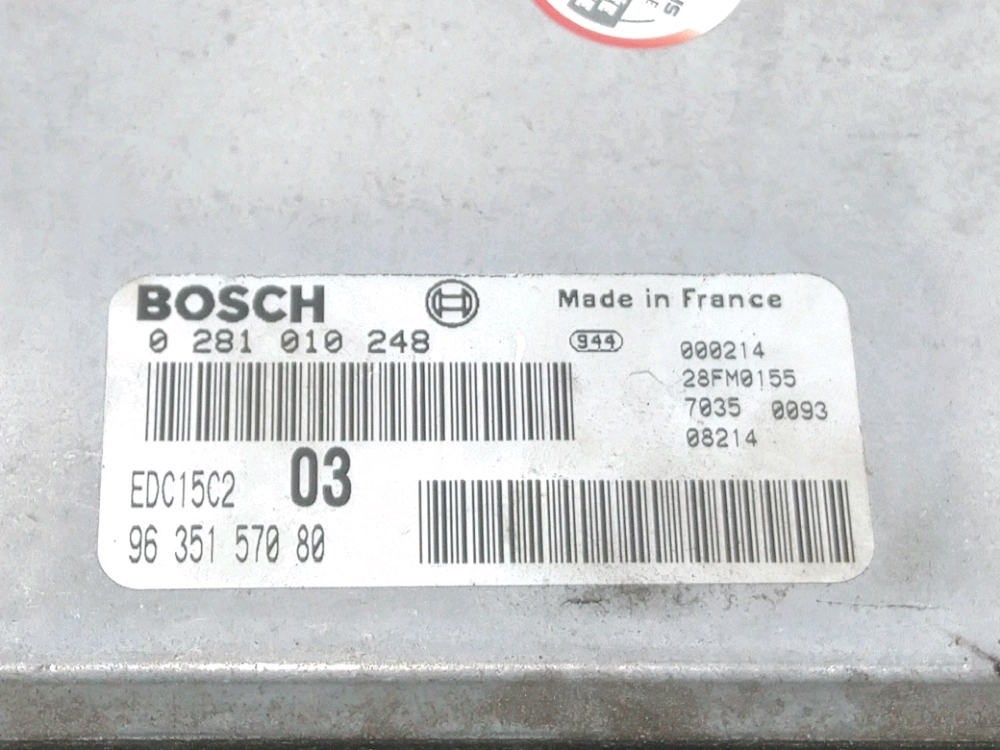 BOSCH
Made in France
0 281 010 248
944
000214
28FM0155
7035 0093
08214
EDC15C2 03
96 351 570 80